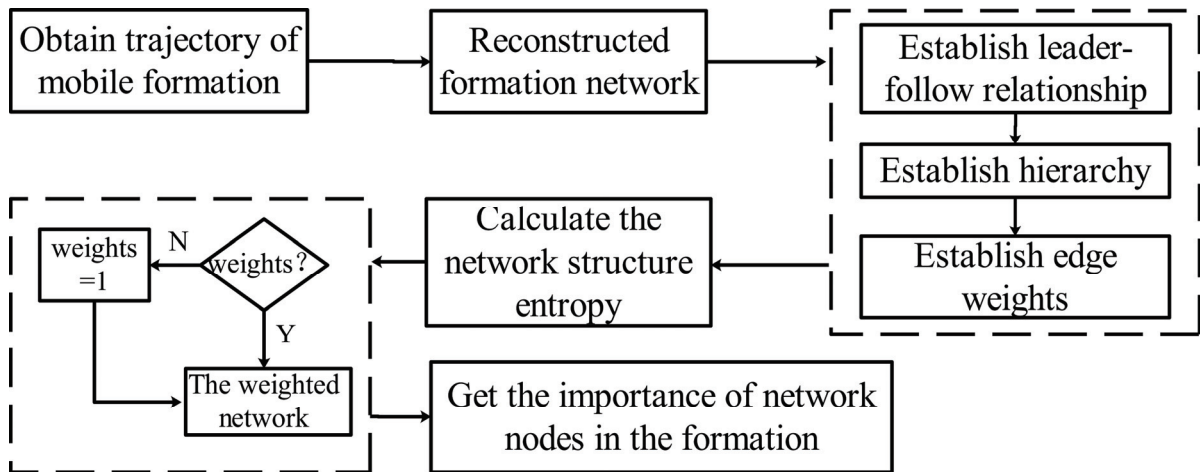 Obtain trajectory of
mobile formation
Reconstructed
formation network
Establish leader-
follow relationship
Establish hierarchy
Establish edge
weights
Calculate the
network structure
entropy
weights?
N
weights
=1
Y
The weighted
network
Get the importance of network
nodes in the formation